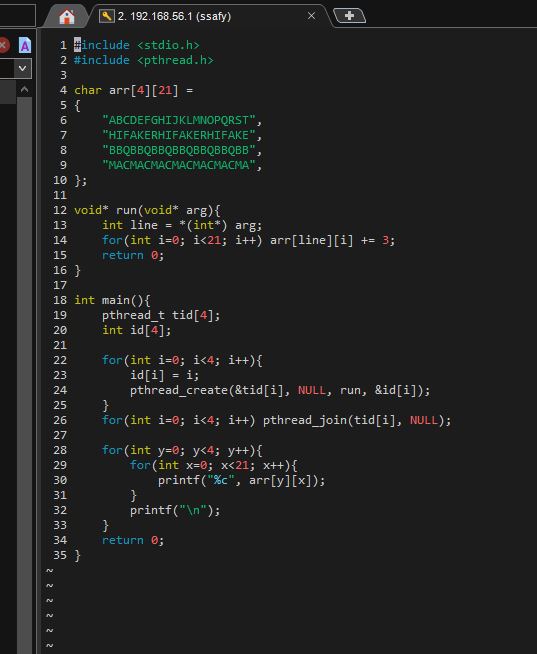 2. 192.168.56.1 (ssafy)
A
1 #include <stdio.h>
2 #include <pthread.h>
3
4 char arr[4][21] =
5 {
6     "ABCDEFGHIJKLMNOPQRST",
7     "HIFAKERHIFAKERHIFAKE",
8     "BBQBBQBBQBBQBBQBBQBB",
9     "MACMACMACMACMACMACMA",
10 };
11
12 void* run(void* arg){
13     int line = *(int*) arg;
14     for(int i=0; i<21; i++) arr[line][i] += 3;
15     return 0;
16 }
17
18 int main(){
19     pthread_t tid[4];
20     int id[4];
21
22     for(int i=0; i<4; i++){
23         id[i] = i;
24         pthread_create(&tid[i], NULL, run, &id[i]);
25     }
26     for(int i=0; i<4; i++) pthread_join(tid[i], NULL);
27
28     for(int y=0; y<4; y++){
29         for(int x=0; x<21; x++){
30             printf("%c", arr[y][x]);
31         }
32         printf("\n");
33     }
34     return 0;
35 }
~
~
~
~
~
~